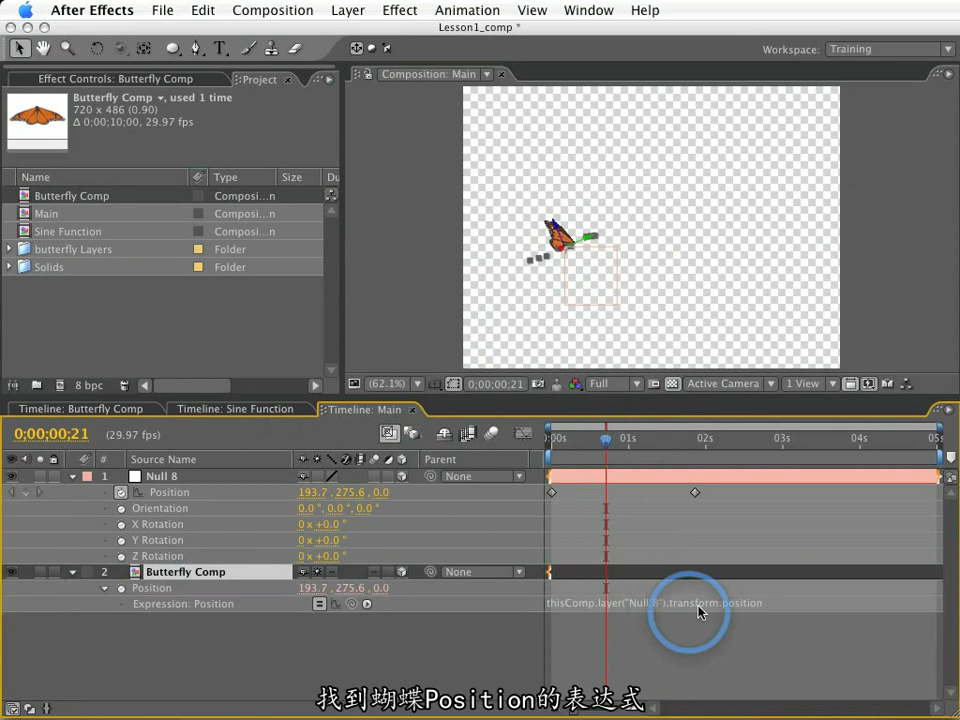 After Effects File Edit Composition Layer Effect Animation View Window Help
Lesson1_comp *
Workspace: Training
Effect Controls: Butterfly Comp Project
Composition: Main
Butterfly Comp, used 1 time
720 x 486 (0.90)
Δ 0;00;10;00, 29.97 fps
Name Type Size Du
Butterfly Comp Composi...n
Main Composi...n
Sine Function Composi...n
butterfly Layers Folder
Solids Folder
8 bpc
(62.1%) 0;00;00;21 Full Active Camera 1 View
Timeline: Butterfly Comp Timeline: Sine Function Timeline: Main
0;00;00;21 (29.97 fps)
0:00s 01s 02s 03s 04s 05s
# Source Name Parent
1 Null 8 None
Position 193.7, 275.6, 0.0
Orientation 0.0°, 0.0°, 0.0°
X Rotation 0 x +0.0°
Y Rotation 0 x +0.0°
Z Rotation 0 x +0.0°
2 Butterfly Comp None
Position 193.7, 275.6, 0.0
Expression: Position thisComp.layer("Null 8").transform.position
找到蝴蝶Position的表达式